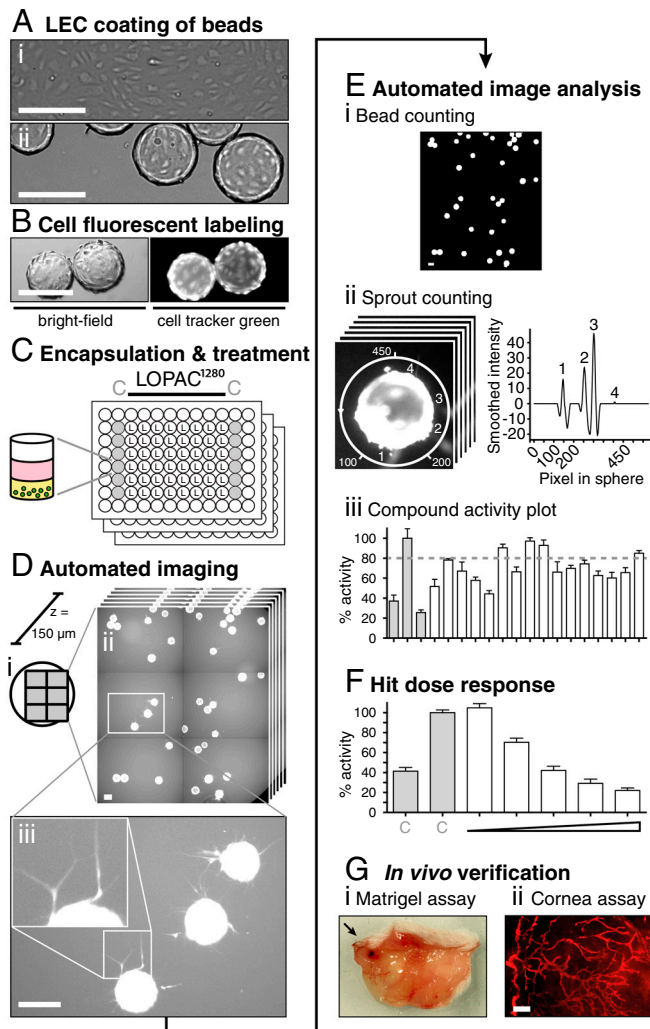 A LEC coating of beads
i
ii
B Cell fluorescent labeling
bright-field
cell tracker green
C Encapsulation & treatment
C LOPAC1280 C
L L L L L L L L
L L L L L L L L
L L L L L L L L
L L L L L L L L
L L L L L L L L
L L L L L L L L
D Automated imaging
z =
150 µm
i
ii
iii
E Automated image analysis
i Bead counting
ii Sprout counting
450
4
3
2
1
100
200
Smoothed intensity
40
30
20
10
0
-10
-20
1
2
3
4
0
100
200
450
Pixel in sphere
iii Compound activity plot
% activity
100
80
60
40
20
0
F Hit dose response
% activity
100
80
60
40
20
0
C
C
G In vivo verification
i Matrigel assay
ii Cornea assay